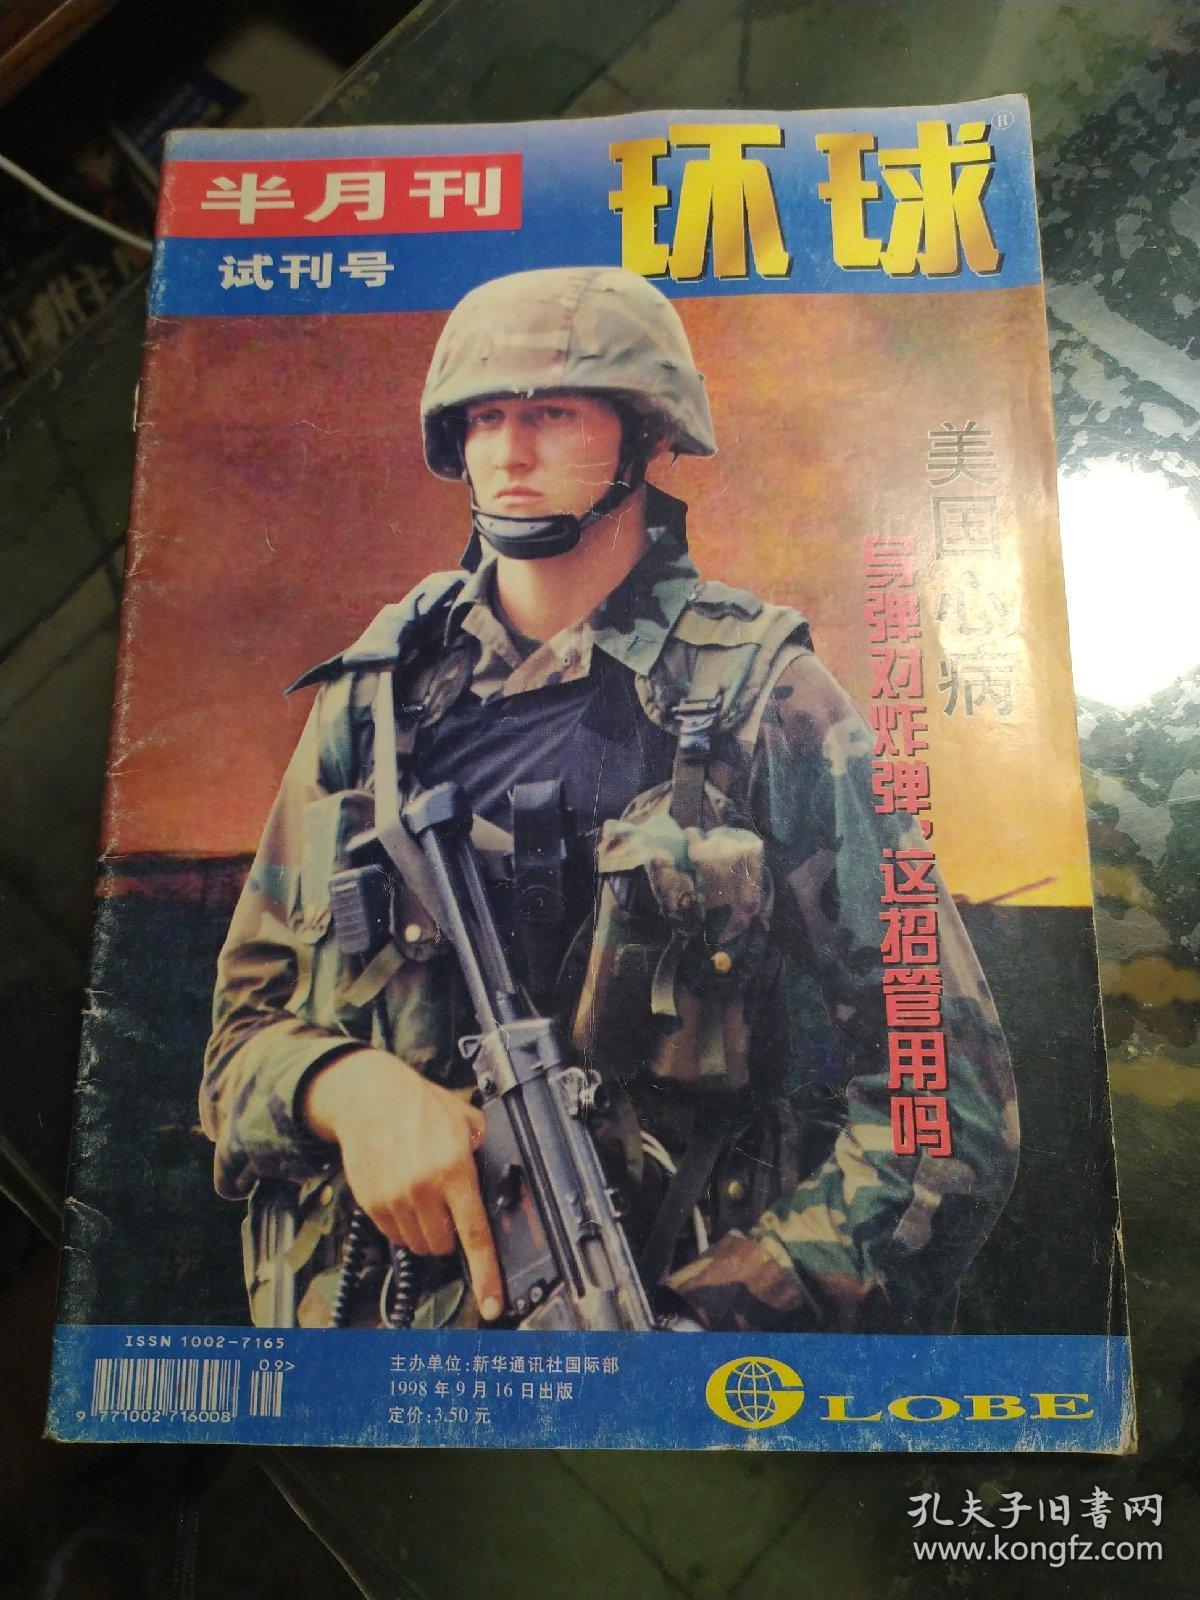 半月刊
环球®
试刊号
美国心病
导弹对炸弹，这招管用吗
ISSN 1002-7165
09>
9 771002 716008
主办单位:新华通讯社国际部
1998年9月16日出版
定价:3.50元
GLOBE
孔夫子旧书网
www.kongfz.com